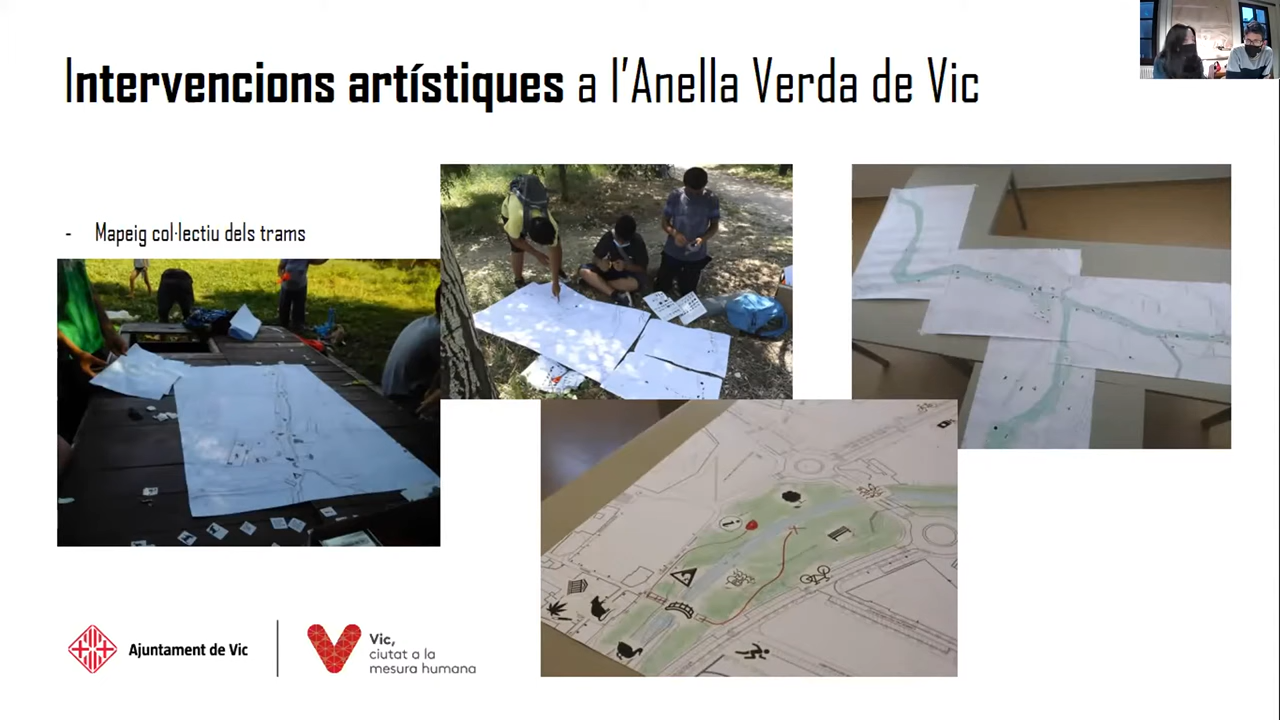 Intervencions artístiques a l'Anella Verda de Vic
- Mapeig col·lectiu dels trams
i
Ajuntament de Vic
Vic,
ciutat a la
mesura humana